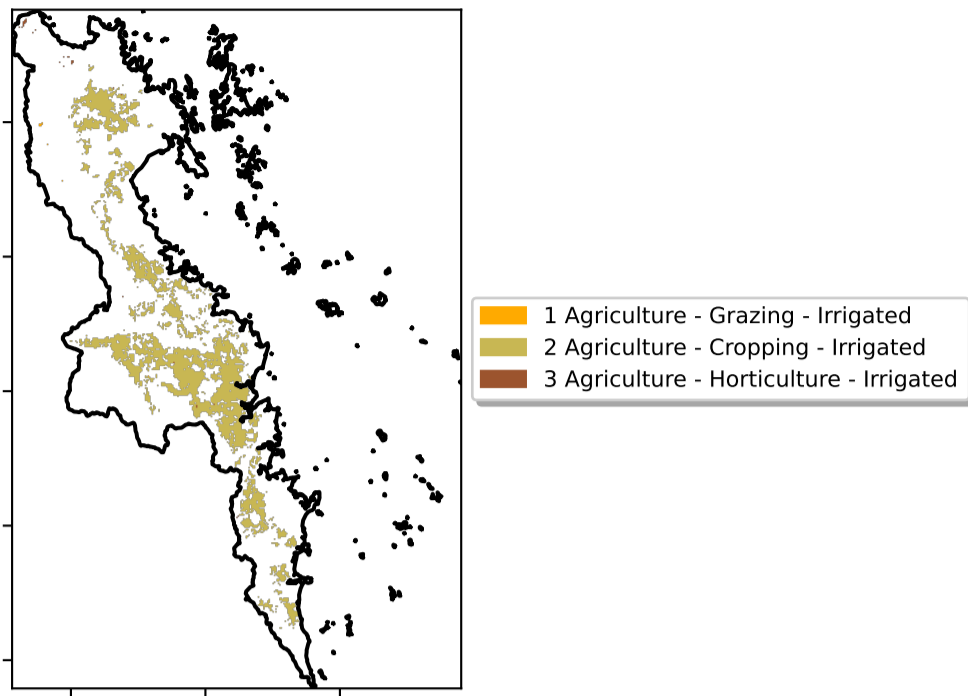 1 Agriculture - Grazing - Irrigated
2 Agriculture - Cropping - Irrigated
3 Agriculture - Horticulture - Irrigated